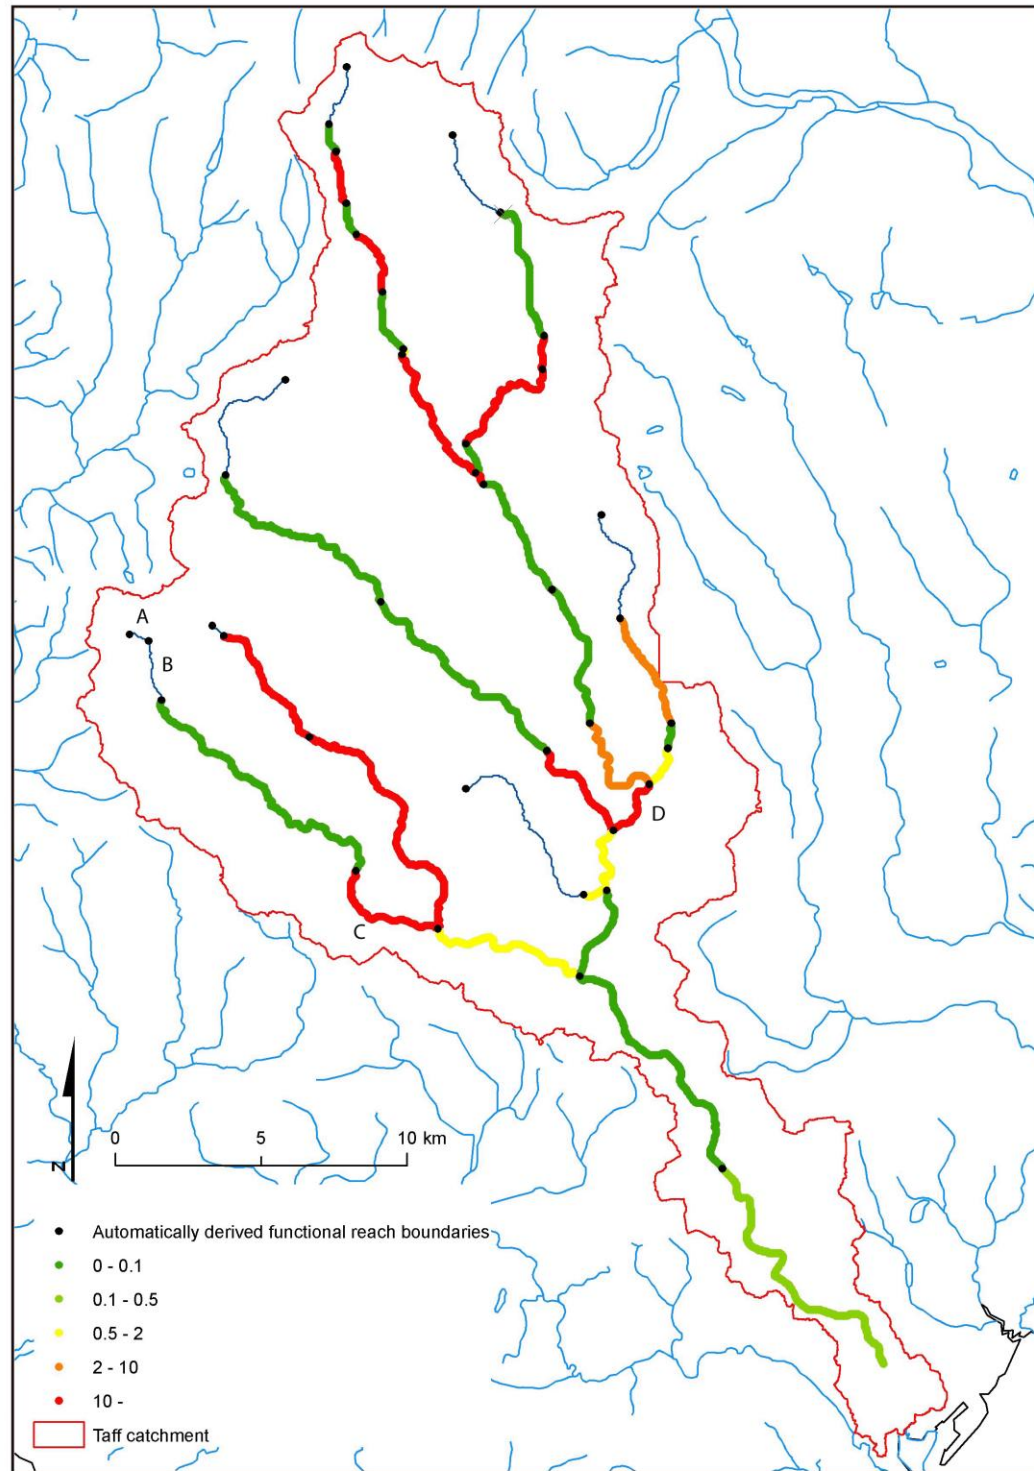 A
B
D
C
0 5 10 km
N
Automatically derived functional reach boundaries
0 - 0.1
0.1 - 0.5
0.5 - 2
2 - 10
10 -
Taff catchment